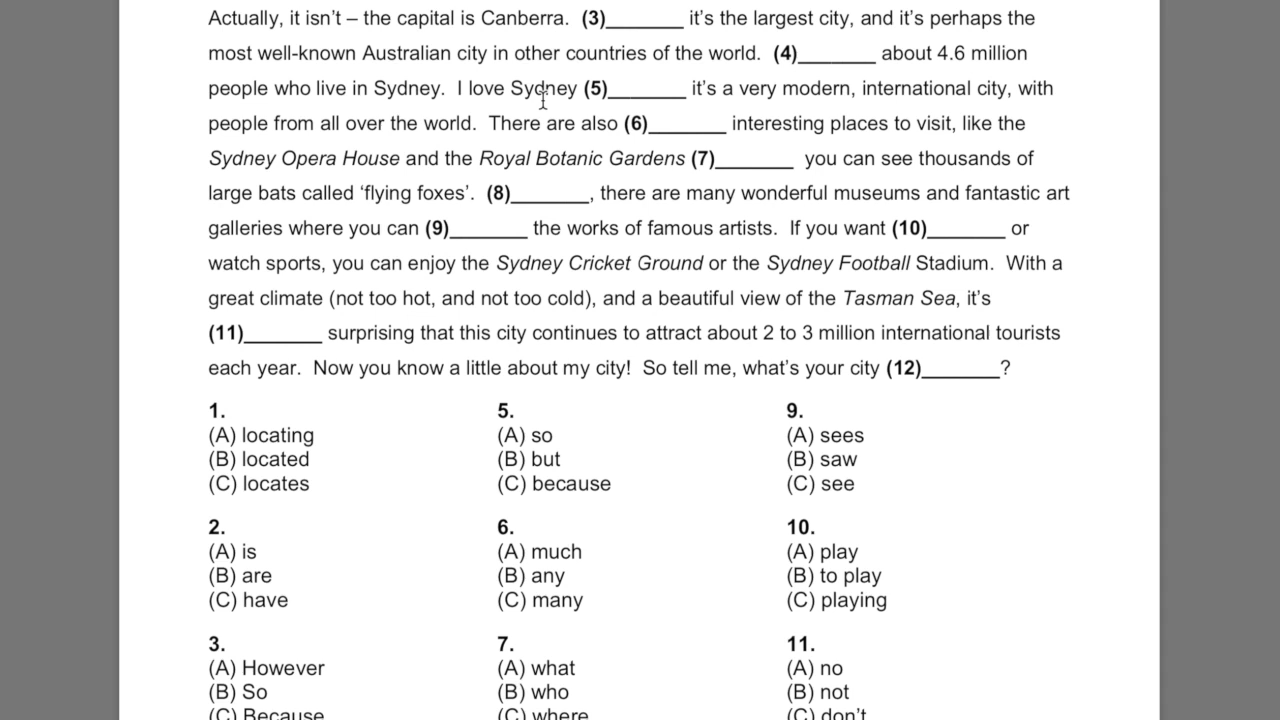 Actually, it isn't – the capital is Canberra. (3)_______ it's the largest city, and it's perhaps the
most well-known Australian city in other countries of the world. (4)_______ about 4.6 million
people who live in Sydney. I love Sydney (5)_______ it's a very modern, international city, with
people from all over the world. There are also (6)_______ interesting places to visit, like the
Sydney Opera House and the Royal Botanic Gardens (7)_______ you can see thousands of
large bats called 'flying foxes'. (8)_______, there are many wonderful museums and fantastic art
galleries where you can (9)_______ the works of famous artists. If you want (10)_______ or
watch sports, you can enjoy the Sydney Cricket Ground or the Sydney Football Stadium. With a
great climate (not too hot, and not too cold), and a beautiful view of the Tasman Sea, it's
(11)_______ surprising that this city continues to attract about 2 to 3 million international tourists
each year. Now you know a little about my city! So tell me, what's your city (12)_______?
1.
(A) locating
(B) located
(C) locates
2.
(A) is
(B) are
(C) have
3.
(A) However
(B) So
(C) Because
5.
(A) so
(B) but
(C) because
6.
(A) much
(B) any
(C) many
7.
(A) what
(B) who
(C) where
9.
(A) sees
(B) saw
(C) see
10.
(A) play
(B) to play
(C) playing
11.
(A) no
(B) not
(C) don't